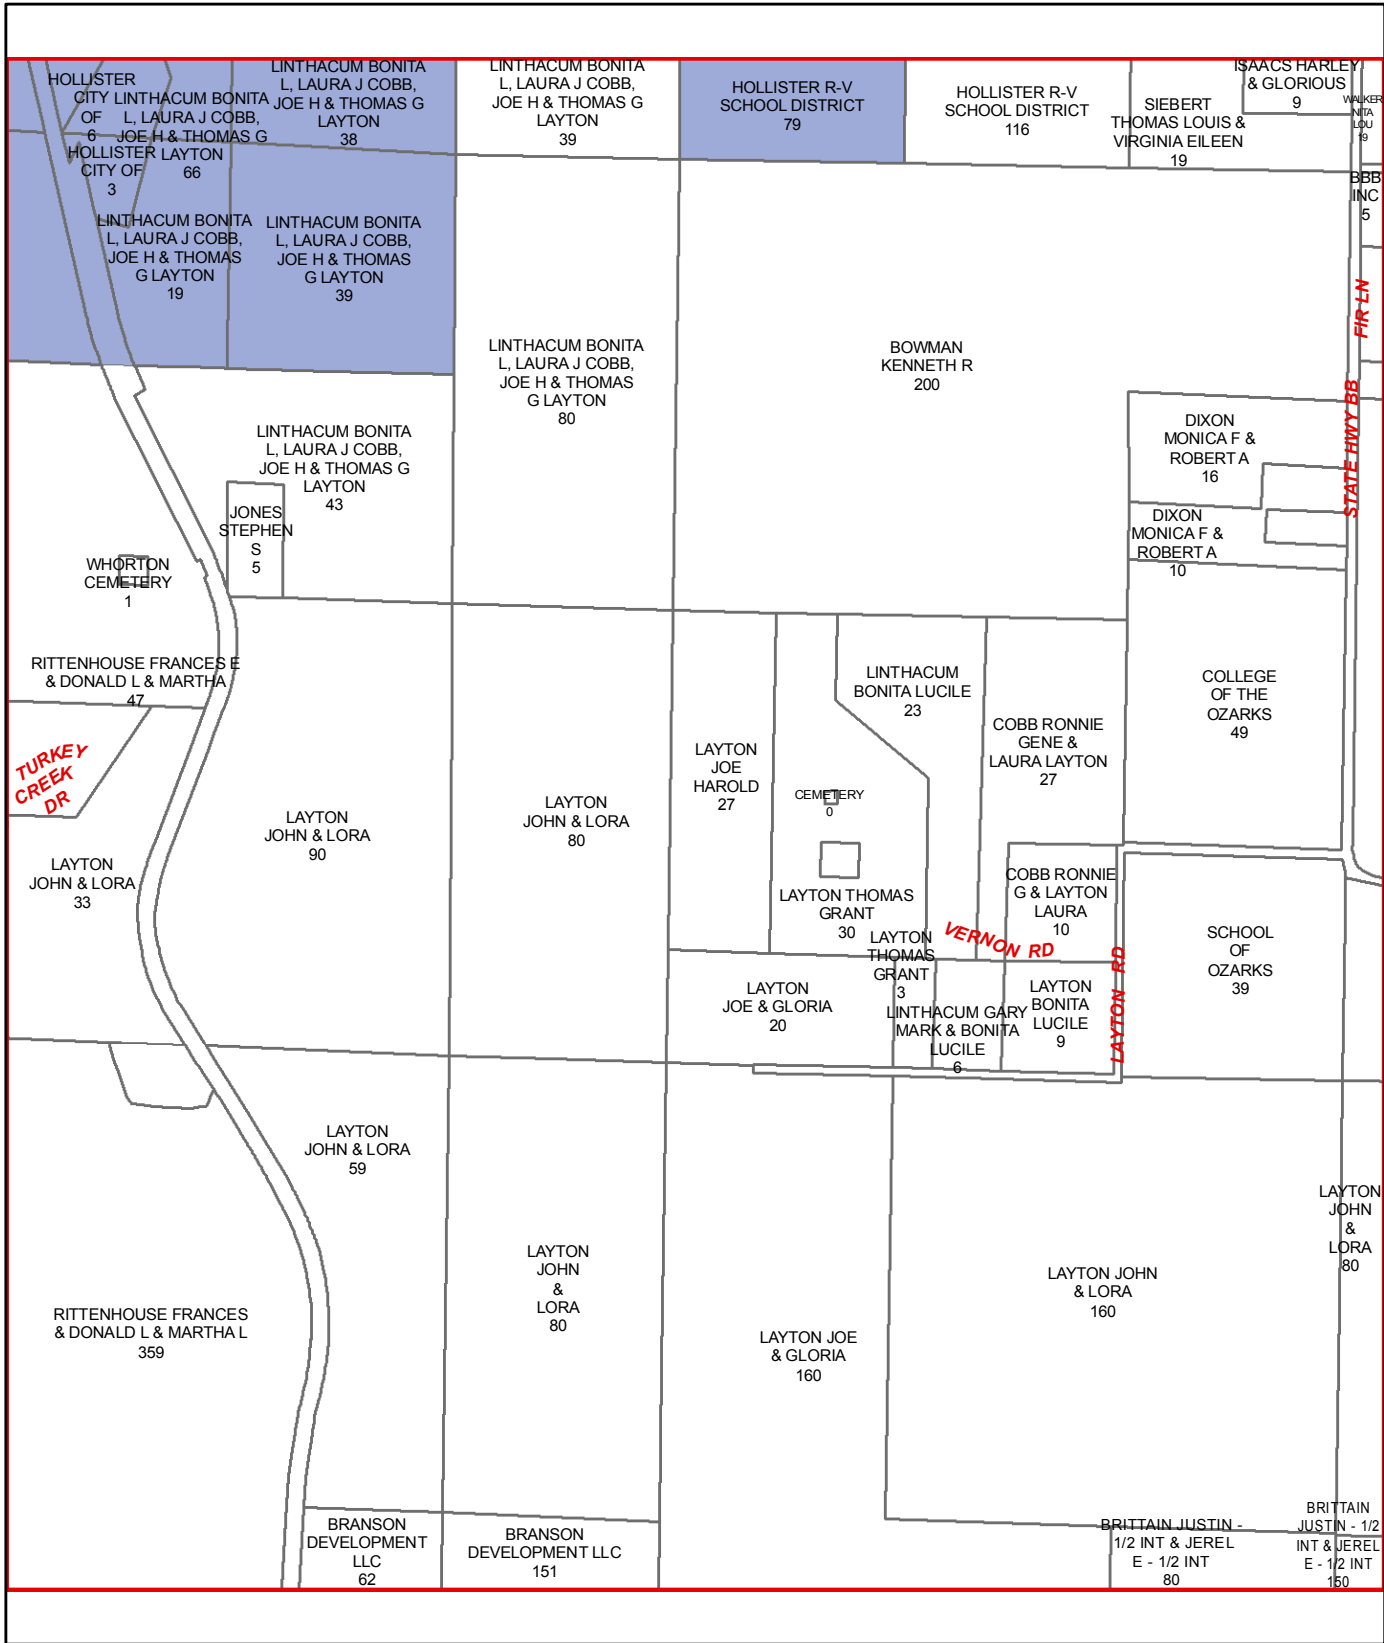 HOLLISTER
CITY
OF
6
LINTHACUM BONITA
L, LAURA J COBB,
JOE H & THOMAS G
LAYTON
66
LINTHACUM BONITA
L, LAURA J COBB,
JOE H & THOMAS G
LAYTON
38
LINTHACUM BONITA
L, LAURA J COBB,
JOE H & THOMAS G
LAYTON
39
HOLLISTER R-V
SCHOOL DISTRICT
79
HOLLISTER R-V
SCHOOL DISTRICT
116
SIEBERT
THOMAS LOUIS &
VIRGINIA EILEEN
19
ISAACS HARLEY
& GLORIOUS
9
WALKER
NITA
LOU
19
HOLLISTER
CITY OF
3
BBB
INC
5
LINTHACUM BONITA
L, LAURA J COBB,
JOE H & THOMAS
G LAYTON
19
LINTHACUM BONITA
L, LAURA J COBB,
JOE H & THOMAS
G LAYTON
39
LINTHACUM BONITA
L, LAURA J COBB,
JOE H & THOMAS
G LAYTON
80
BOWMAN
KENNETH R
200
FIR LN
STATE HWY BB
LINTHACUM BONITA
L, LAURA J COBB,
JOE H & THOMAS G
LAYTON
43
DIXON
MONICA F &
ROBERT A
16
JONES
STEPHEN
S
5
DIXON
MONICA F &
ROBERT A
10
WHORTON
CEMETERY
1
RITTENHOUSE FRANCES E
& DONALD L & MARTHA
47
LINTHACUM
BONITA LUCILE
23
COLLEGE
OF THE
OZARKS
49
COBB RONNIE
GENE &
LAURA LAYTON
27
TURKEY
CREEK
DR
LAYTON
JOE
HAROLD
27
CEMETERY
0
LAYTON
JOHN & LORA
90
LAYTON
JOHN & LORA
80
LAYTON
JOHN & LORA
33
COBB RONNIE
G & LAYTON
LAURA
10
LAYTON THOMAS
GRANT
30
LAYTON
THOMAS
GRANT
3
VERNON RD
SCHOOL
OF
OZARKS
39
LAYTON RD
LAYTON
JOE & GLORIA
20
LINTHACUM GARY
MARK & BONITA
LUCILE
6
LAYTON
BONITA
LUCILE
9
LAYTON
JOHN & LORA
59
LAYTON
JOHN
&
LORA
80
LAYTON
JOHN
&
LORA
80
LAYTON JOHN
& LORA
160
RITTENHOUSE FRANCES
& DONALD L & MARTHA L
359
LAYTON JOE
& GLORIA
160
BRANSON
DEVELOPMENT
LLC
62
BRANSON
DEVELOPMENT LLC
151
BRITTAIN JUSTIN -
1/2 INT & JEREL
E - 1/2 INT
80
BRITTAIN
JUSTIN - 1/2
INT & JEREL
E - 1/2 INT
150